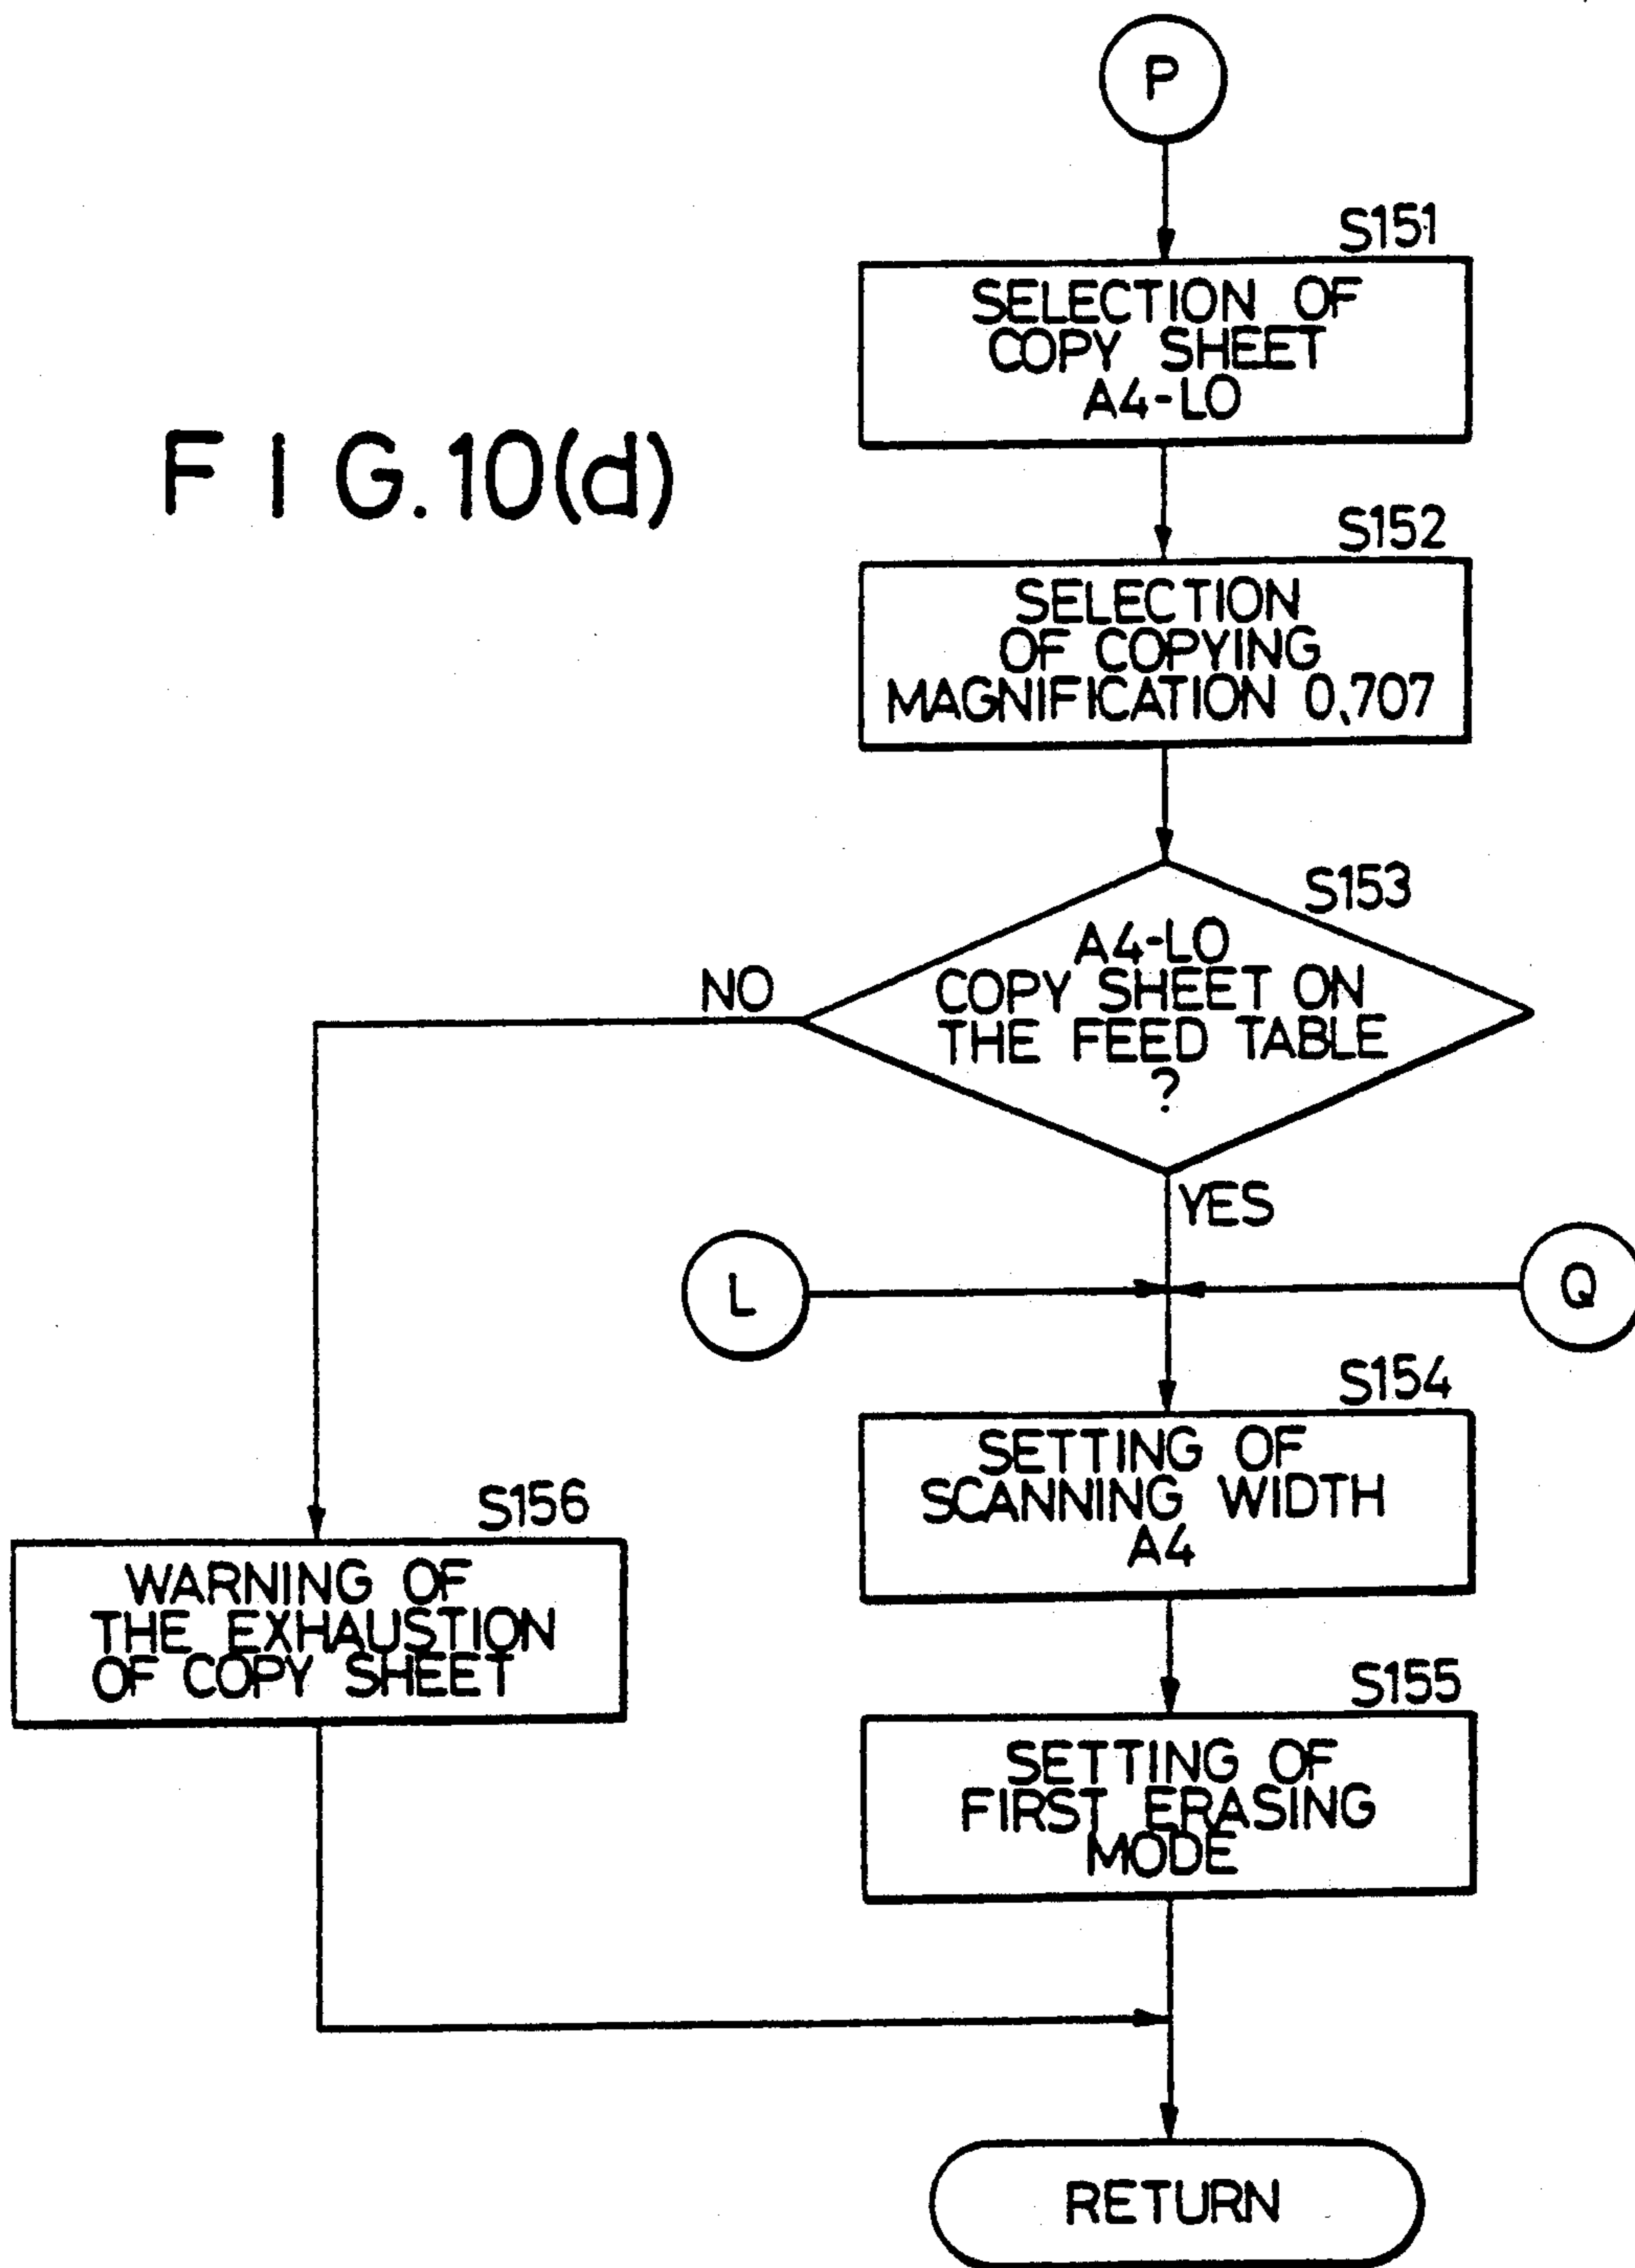 P
S151
SELECTION OF
COPY SHEET
A4-LO
FIG.10(d)
S152
SELECTION
OF COPYING
MAGNIFICATION 0.707
S153
A4-LO
COPY SHEET ON
THE FEED TABLE
?
NO
YES
L
Q
S154
SETTING OF
SCANNING WIDTH
A4
S156
WARNING OF
THE EXHAUSTION
OF COPY SHEET
S155
SETTING OF
FIRST ERASING
MODE
RETURN